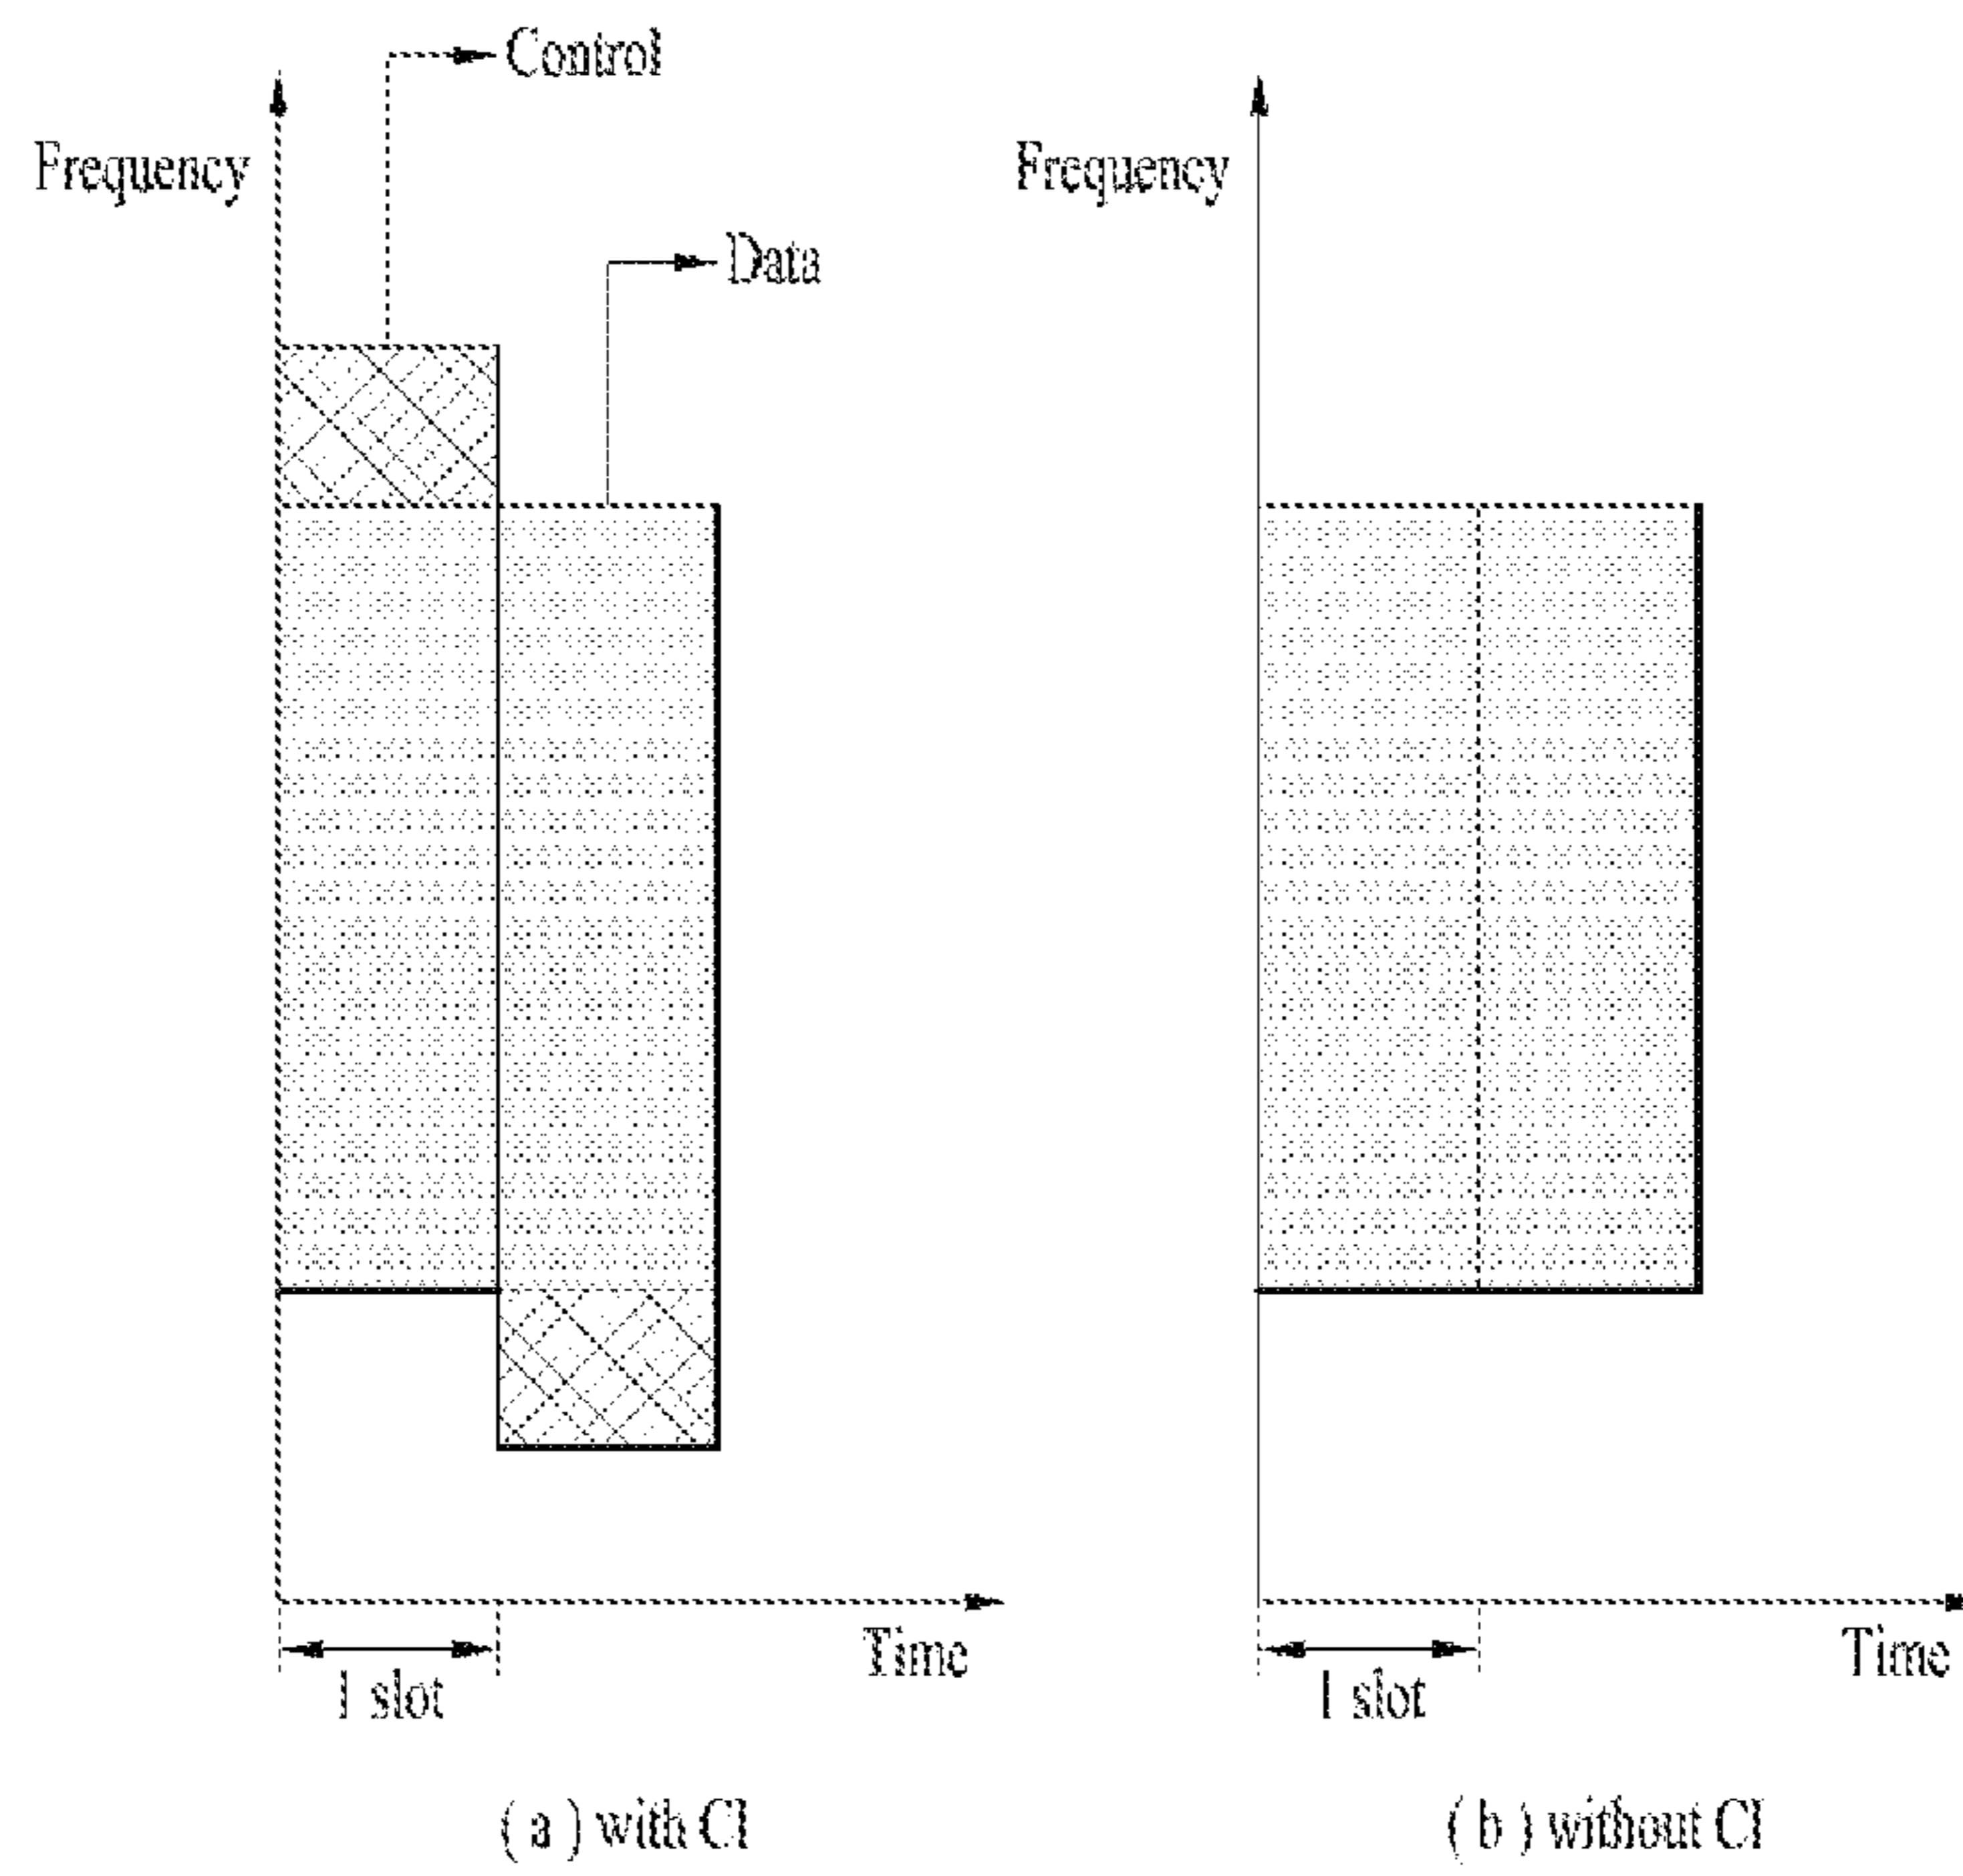 Control
Frequency
Data
Time
1 slot
( a ) with CI
Frequency
Time
1 slot
( b ) without CI